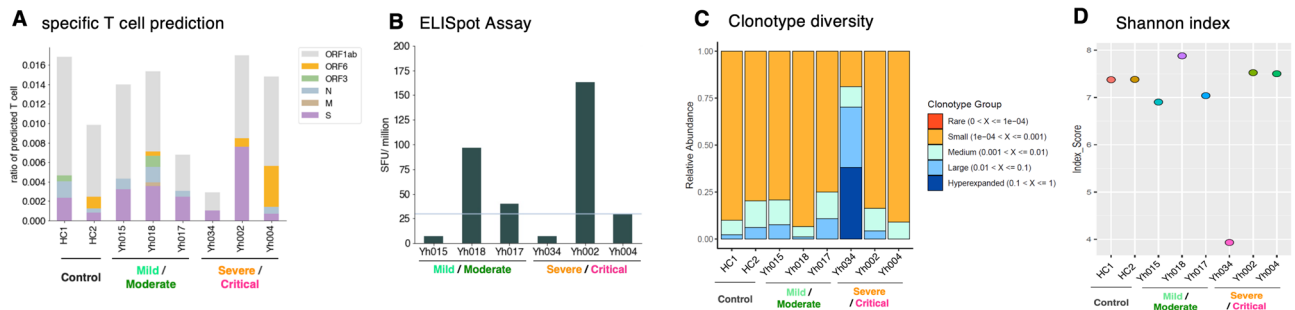 A specific T cell prediction
ratio of predicted T cell
0.016
0.014
0.012
0.010
0.008
0.006
0.004
0.002
0.000
ORF1ab
ORF6
ORF3
N
M
S
HC1 HC2 Yh015 Yh018 Yh017 Yh034 Yh002 Yh004
Control
Mild / Moderate
Severe / Critical
B ELISpot Assay
SFU/ million
200
175
150
125
100
75
50
25
0
Yh015 Yh018 Yh017 Yh034 Yh002 Yh004
Mild / Moderate
Severe / Critical
C Clonotype diversity
Relative Abundance
1.00
0.75
0.50
0.25
0.00
Clonotype Group
Rare (0 < X <= 1e-04)
Small (1e-04 < X <= 0.001)
Medium (0.001 < X <= 0.01)
Large (0.01 < X <= 0.1)
Hyperexpanded (0.1 < X <= 1)
HC1 HC2 Yh015 Yh018 Yh017 Yh034 Yh002 Yh004
Control
Mild /
Moderate
Severe
/ Critical
D Shannon index
Index_Score
8
7
6
5
4
HC1 HC2 Yh015 Yh018 Yh017 Yh034 Yh002 Yh004
Control
Mild /
Moderate
Severe
/ Critical